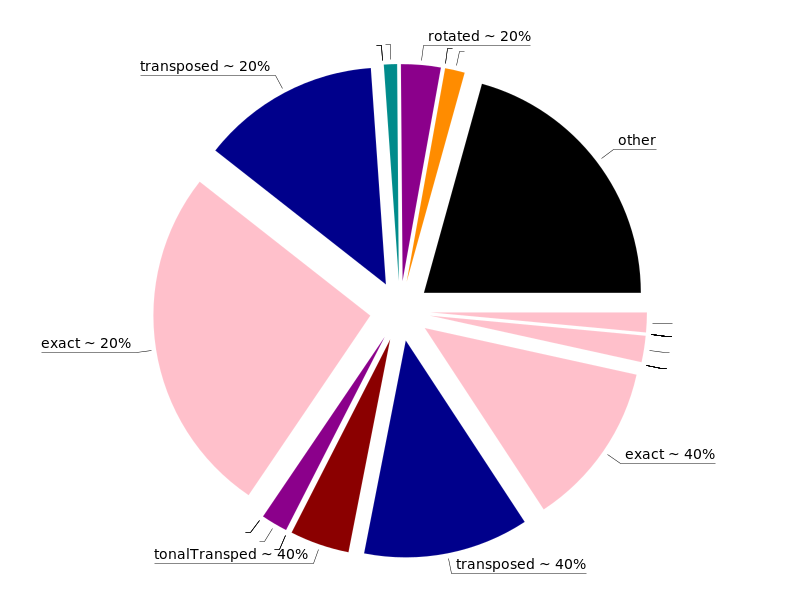 rotated ~ 20%
transposed ~ 20%
other
exact ~ 20%
exact ~ 40%
tonalTransped ~ 40%
transposed ~ 40%